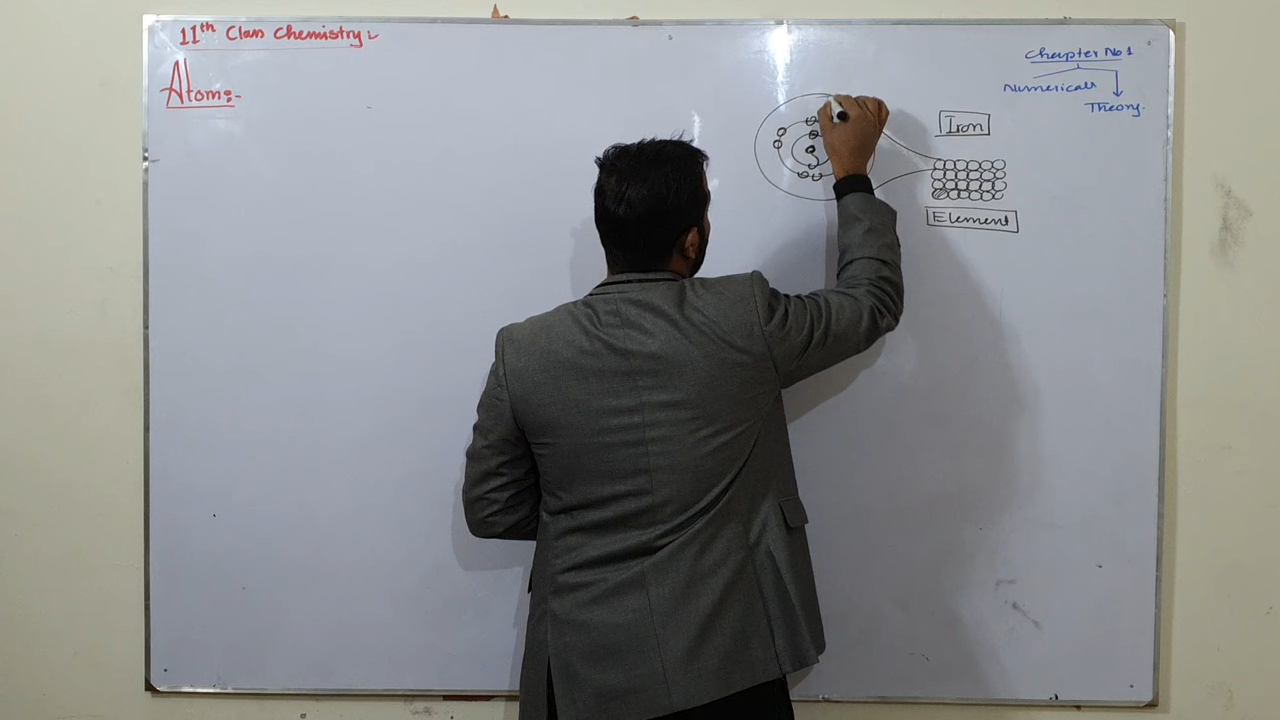 11th Class Chemistry:
Atom:-
Chapter No 1
Numericals
Theory.
Iron
Element